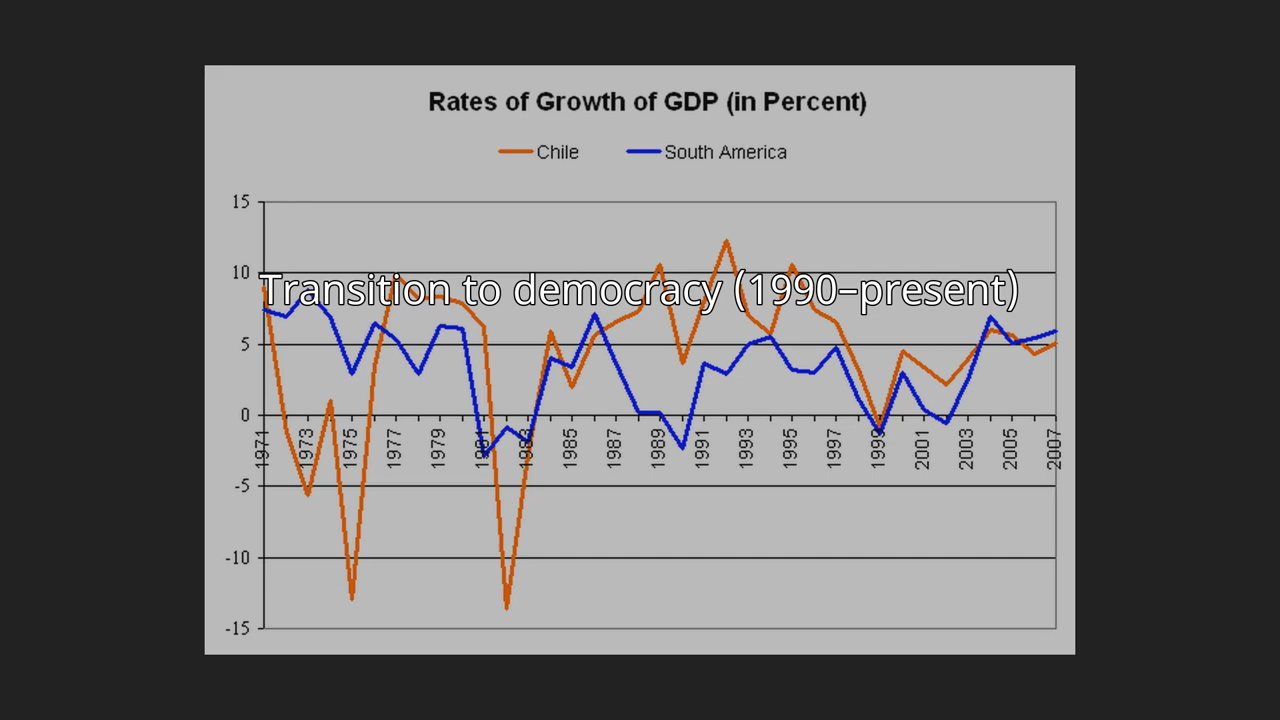 Rates of Growth of GDP (in Percent)
Chile South America
15
10
Transition to democracy (1990–present)
5
0
1971 1973 1975 1977 1979 1981 1983 1985 1987 1989 1991 1993 1995 1997 1999 2001 2003 2005 2007
-5
-10
-15